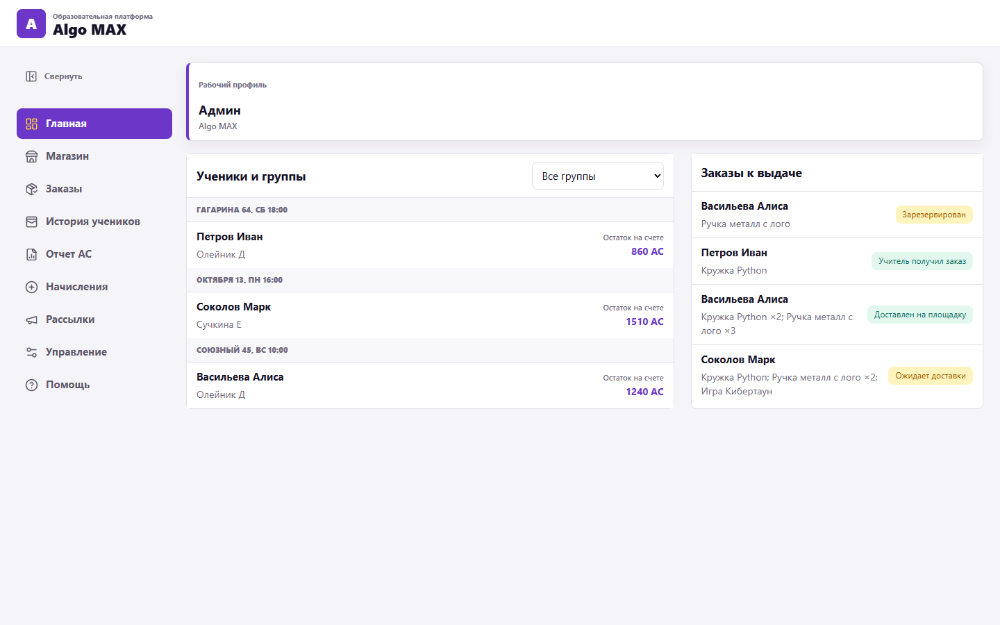 A
Образовательная платформа
Algo MAX
Свернуть
Главная
Магазин
Заказы
История учеников
Отчет АС
Начисления
Рассылки
Управление
Помощь
Рабочий профиль
Админ
Algo MAX
Ученики и группы
Все группы
ГАГАРИНА 64, СБ 18:00
Петров Иван
Олейник Д
Остаток на счете
860 АС
ОКТЯБРЯ 13, ПН 16:00
Соколов Марк
Сучкина Е
Остаток на счете
1510 АС
СОЮЗНЫЙ 45, ВС 10:00
Васильева Алиса
Олейник Д
Остаток на счете
1240 АС
Заказы к выдаче
Васильева Алиса
Ручка металл с лого
Зарезервирован
Петров Иван
Кружка Python
Учитель получил заказ
Васильева Алиса
Кружка Python ×2; Ручка металл с
лого ×3
Доставлен на площадку
Соколов Марк
Кружка Python; Ручка металл с лого ×2;
Игра Кибертаун
Ожидает доставки